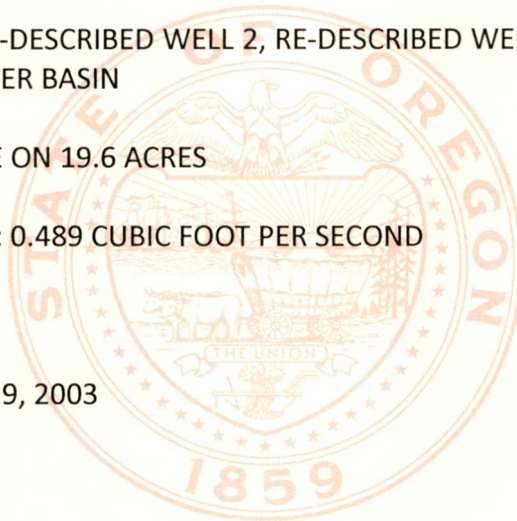 -DESCRIBED WELL 2, RE-DESCRIBED WE
ER BASIN
E ON 19.6 ACRES
: 0.489 CUBIC FOOT PER SECOND
9, 2003
STATE OF OREGON
THE UNION
1859